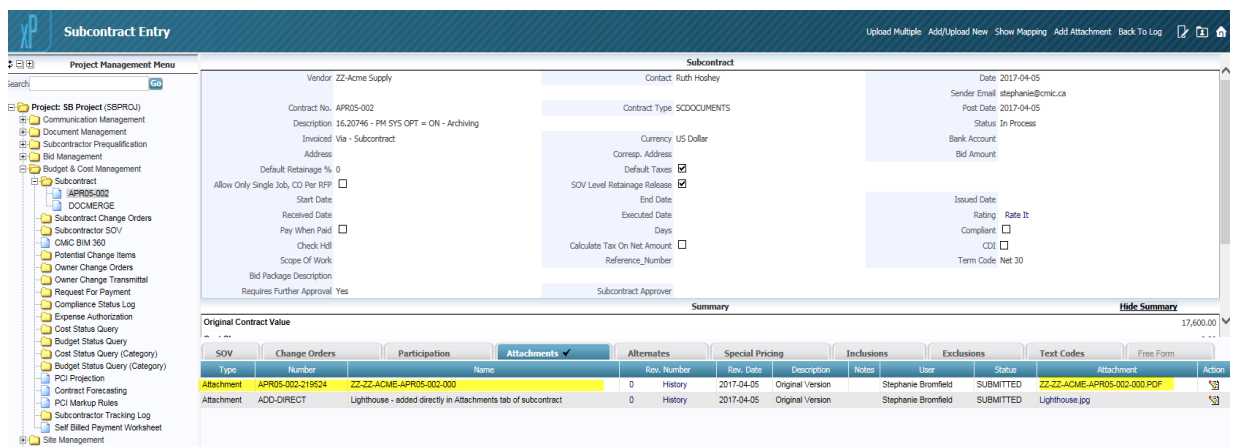 xP Subcontract Entry Upload Multiple Add/Upload New Show Mapping Add Attachment Back To Log
Project Management Menu
Search Go
Project: SB Project (SBPROJ)
Communication Management
Document Management
Subcontractor Prequalification
Bid Management
Budget & Cost Management
Subcontract
APR05-002
DOCMERGE
Subcontract Change Orders
Subcontractor SOV
CMiC BIM 360
Potential Change Items
Owner Change Orders
Owner Change Transmittal
Request For Payment
Compliance Status Log
Expense Authorization
Cost Status Query
Budget Status Query
Cost Status Query (Category)
Budget Status Query (Category)
PCI Projection
Contract Forecasting
PCI Markup Rules
Subcontractor Tracking Log
Self Billed Payment Worksheet
Site Management
Subcontract
Vendor ZZ-Acme Supply Contact Ruth Hoshey Date 2017-04-05
Sender Email stephanie@cmic.ca
Contract No. APR05-002 Contract Type SCDOCUMENTS Post Date 2017-04-05
Description 16.20746 - PM SYS OPT = ON - Archiving Status In Process
Invoiced Via - Subcontract Currency US Dollar Bank Account
Address Corresp. Address Bid Amount
Default Retainage % 0 Default Taxes
Allow Only Single Job, CO Per RFP SOV Level Retainage Release
Start Date End Date Issued Date
Received Date Executed Date Rating Rate It
Pay When Paid Days Compliant
Check Hdl Calculate Tax On Net Amount CDI
Scope Of Work Reference_Number Term Code Net 30
Bid Package Description
Requires Further Approval Yes Subcontract Approver
Summary Hide Summary
Original Contract Value 17,600.00
SOV Change Orders Participation Attachments ✔ Alternates Special Pricing Inclusions Exclusions Text Codes Free Form
Type Number Name Rev. Number Rev. Date Description Notes User Status Attachment Action
Attachment APR05-002-219524 ZZ-ZZ-ACME-APR05-002-000 0 History 2017-04-05 Original Version Stephanie Bromfield SUBMITTED ZZ-ZZ-ACME-APR05-002-000.PDF
Attachment ADD-DIRECT Lighthouse - added directly in Attachments tab of subcontract 0 History 2017-04-05 Original Version Stephanie Bromfield SUBMITTED Lighthouse.jpg